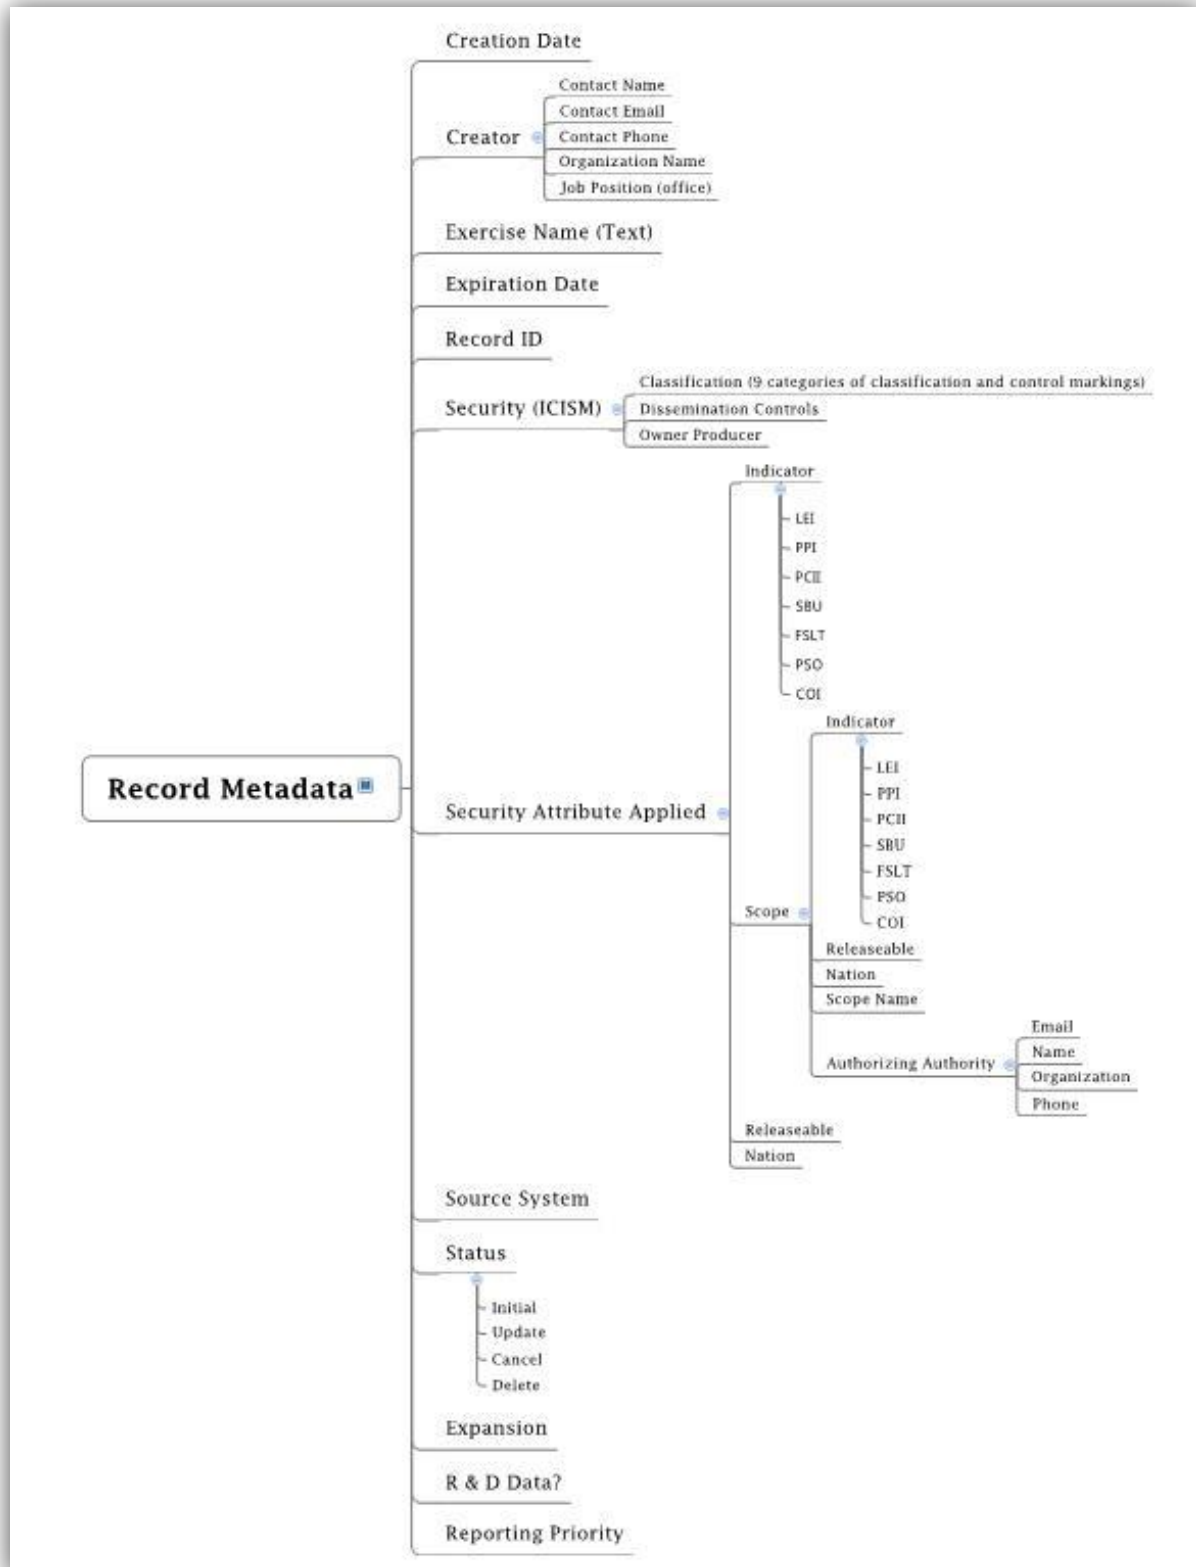 Creation Date
Contact Name
Contact Email
Creator
Contact Phone
Organization Name
Job Position (office)
Exercise Name (Text)
Expiration Date
Record ID
Classification (9 categories of classification and control markings)
Security (ICISM)
Dissemination Controls
Owner Producer
Indicator
LEI
PPI
PCII
SBU
FSLT
PSO
COI
Indicator
LEI
Record Metadata
PPI
Security Attribute Applied
PCII
SBU
FSLT
PSO
Scope
COI
Releaseable
Nation
Scope Name
Email
Name
Authorizing Authority
Organization
Phone
Releaseable
Nation
Source System
Status
Initial
Update
Cancel
Delete
Expansion
R & D Data?
Reporting Priority